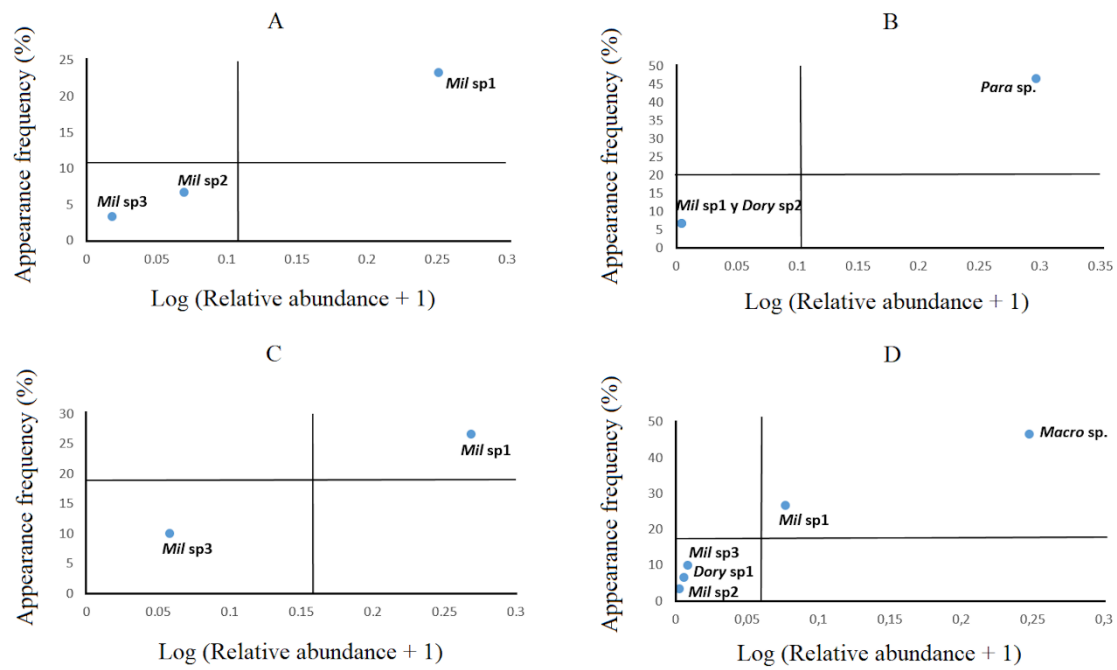 A
Appearance frequency (%)
25
20
15
10
5
0
Mil sp1
Mil sp2
Mil sp3
0 0.05 0.1 0.15 0.2 0.25 0.3
Log (Relative abundance + 1)
B
Appearance frequency (%)
50
45
40
35
30
25
20
15
10
5
0
Para sp.
Mil sp1 y Dory sp2
0 0.05 0.1 0.15 0.2 0.25 0.3 0.35
Log (Relative abundance + 1)
C
Appearance frequency (%)
30
25
20
15
10
5
0
Mil sp1
Mil sp3
0 0.05 0.1 0.15 0.2 0.25 0.3
Log (Relative abundance + 1)
D
Appearance frequency (%)
50
40
30
20
10
0
Macro sp.
Mil sp1
Mil sp3
Dory sp1
Mil sp2
0 0,05 0,1 0,15 0,2 0,25 0,3
Log (Relative abundance + 1)